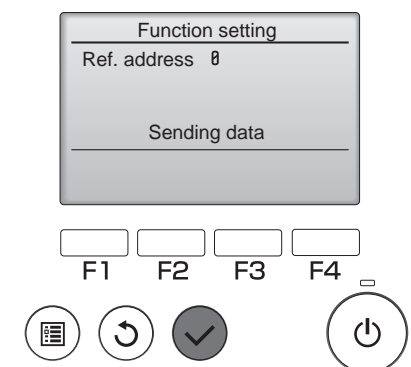 Function setting
Ref. address 0
Sending data
F1 F2 F3 F4